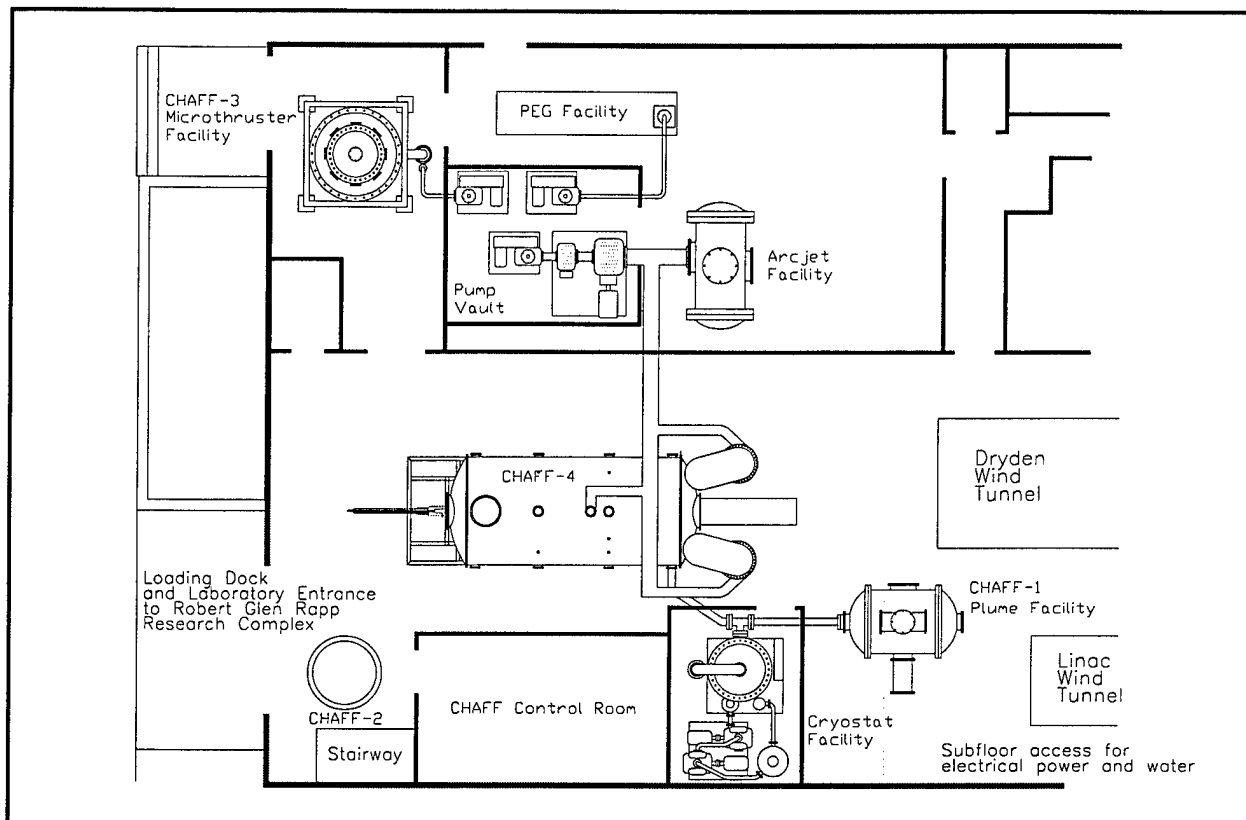 CHAFF-3
Microthruster
Facility
PEG Facility
Arcjet
Facility
Pump
Vault
CHAFF-4
Dryden
Wind
Tunnel
Loading Dock
and Laboratory Entrance
to Robert Glen Rapp
Research Complex
CHAFF-1
Plume Facility
Linac
Wind
Tunnel
CHAFF-2
Stairway
CHAFF Control Room
Cryostat
Facility
Subfloor access for
electrical power and water